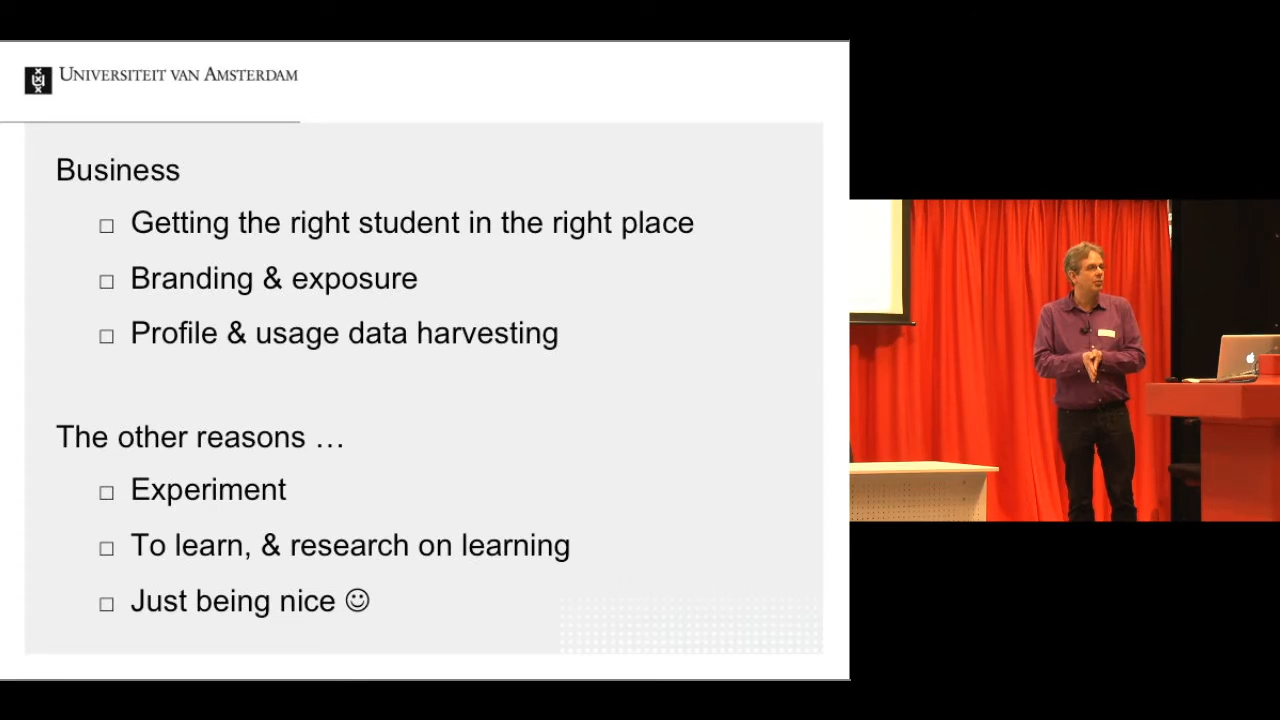 UNIVERSITEIT VAN AMSTERDAM
Business
Getting the right student in the right place
Branding & exposure
Profile & usage data harvesting
The other reasons …
Experiment
To learn, & research on learning
Just being nice ☺